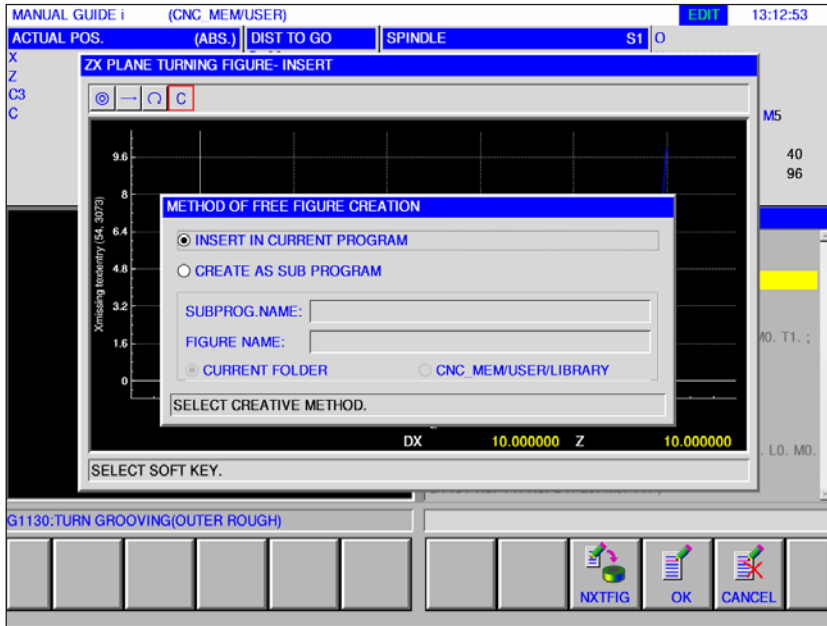 MANUAL GUIDE i (CNC_MEM/USER) EDIT 13:12:53
ACTUAL POS. (ABS.) DIST TO GO SPINDLE S1 O
X
Z
C3
C
ZX PLANE TURNING FIGURE- INSERT
C
M5
40
96
9.6
8
6.4
4.8
3.2
1.6
0
Xmissing textentry (54, 3073)
METHOD OF FREE FIGURE CREATION
INSERT IN CURRENT PROGRAM
CREATE AS SUB PROGRAM
SUBPROG.NAME:
FIGURE NAME:
CURRENT FOLDER CNC_MEM/USER/LIBRARY
SELECT CREATIVE METHOD.
M0. T1. ;
DX 10.000000 Z 10.000000
. L0. M0.
SELECT SOFT KEY.
G1130:TURN GROOVING(OUTER ROUGH)
NXTFIG OK CANCEL